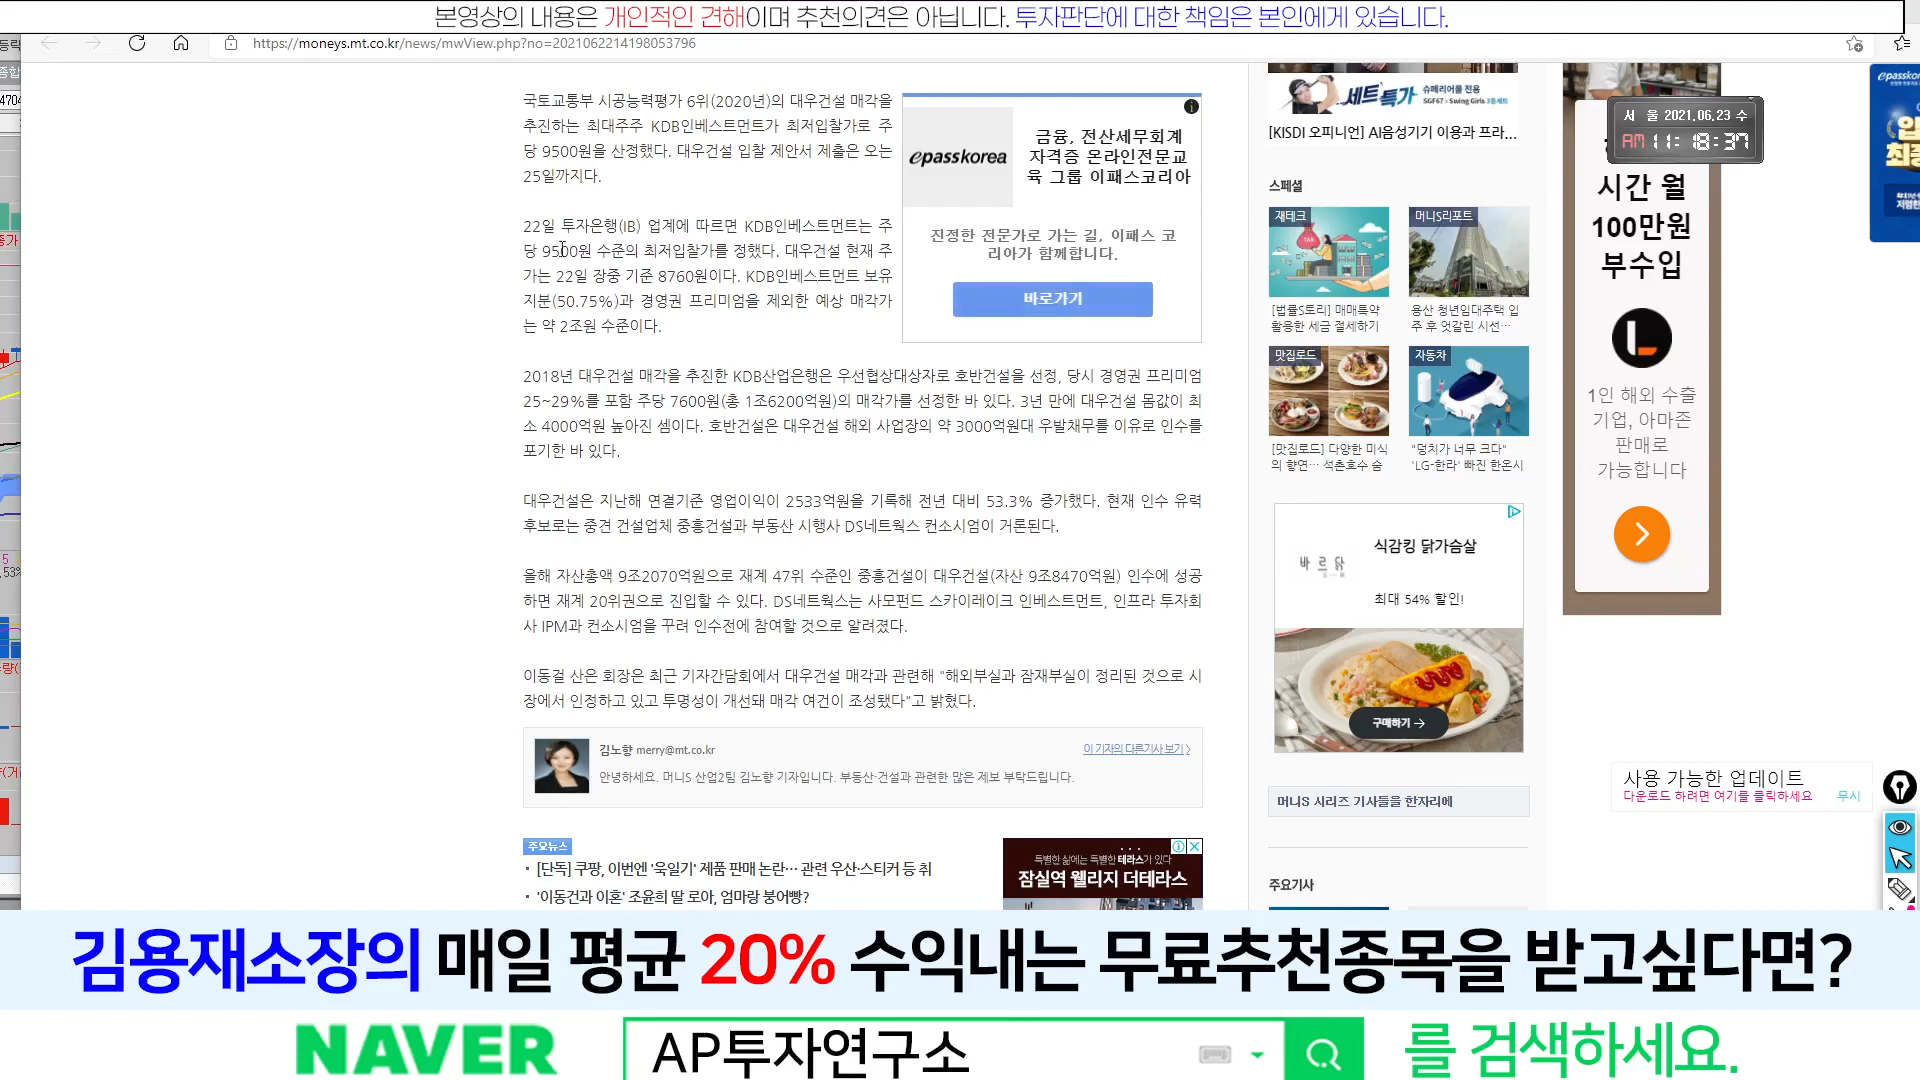 본영상의 내용은 개인적인 견해이며 추천의견은 아닙니다. 투자판단에 대한 책임은 본인에게 있습니다.
https://moneys.mt.co.kr/news/mwView.php?no=2021062214198053796
국토교통부 시공능력평가 6위(2020년)의 대우건설 매각을
추진하는 최대주주 KDB인베스트먼트가 최저입찰가로 주
당 9500원을 산정했다. 대우건설 입찰 제안서 제출은 오는
25일까지다.
22일 투자은행(IB) 업계에 따르면 KDB인베스트먼트는 주
당 9500원 수준의 최저입찰가를 정했다. 대우건설 현재 주
가는 22일 장중 기준 8760원이다. KDB인베스트먼트 보유
지분(50.75%)과 경영권 프리미엄을 제외한 예상 매각가
는 약 2조원 수준이다.
epasskorea
금융, 전산세무회계
자격증 온라인전문교
육 그룹 이패스코리아
진정한 전문가로 가는 길, 이패스 코
리아가 함께합니다.
바로가기
2018년 대우건설 매각을 추진한 KDB산업은행은 우선협상대상자로 호반건설을 선정, 당시 경영권 프리미엄
25~29%를 포함 주당 7600원(총 1조6200억원)의 매각가를 선정한 바 있다. 3년 만에 대우건설 몸값이 최
소 4000억원 높아진 셈이다. 호반건설은 대우건설 해외 사업장의 약 3000억원대 우발채무를 이유로 인수를
포기한 바 있다.
대우건설은 지난해 연결기준 영업이익이 2533억원을 기록해 전년 대비 53.3% 증가했다. 현재 인수 유력
후보로는 중견 건설업체 중흥건설과 부동산 시행사 DS네트웍스 컨소시엄이 거론된다.
올해 자산총액 9조2070억원으로 재계 47위 수준인 중흥건설이 대우건설(자산 9조8470억원) 인수에 성공
하면 재계 20위권으로 진입할 수 있다. DS네트웍스는 사모펀드 스카이레이크 인베스트먼트, 인프라 투자회
사 IPM과 컨소시엄을 꾸려 인수전에 참여할 것으로 알려졌다.
이동걸 산은 회장은 최근 기자간담회에서 대우건설 매각과 관련해 "해외부실과 잠재부실이 정리된 것으로 시
장에서 인정하고 있고 투명성이 개선돼 매각 여건이 조성됐다"고 밝혔다.
김노향 merry@mt.co.kr
이 기자의 다른기사 보기 >
안녕하세요. 머니S 산업2팀 김노향 기자입니다. 부동산·건설과 관련한 많은 제보 부탁드립니다.
주요뉴스
· [단독] 쿠팡, 이번엔 '욱일기' 제품 판매 논란… 관련 우산·스티커 등 취
· '이동건과 이혼' 조윤희 딸 로아, 엄마랑 붕어빵?
특별한 삶에는 특별한 테라스가 있다
잠실역 웰리지 더테라스
세트특가
슈페리어콜 전용
SGF67 x Swing Girls 3종세트
[KISDI 오피니언] AI음성기기 이용과 프라...
스페셜
재테크
머니S리포트
[법률S토리] 매매특약
활용한 세금 절세하기
용산 청년임대주택 입
주 후 엇갈린 시선…
맛집로드
자동차
[맛집로드] 다양한 미식
의 향연… 석촌호수 숨
"덩치가 너무 크다"
'LG-한라' 빠진 한온시
바르닭
식감킹 닭가슴살
최대 54% 할인!
구매하기 →
머니S 시리즈 기사들을 한자리에
주요기사
서 울 2021.06.23 수
AM 11:18:37
시간 월
100만원
부수입
1인 해외 수출
기업, 아마존
판매로
가능합니다
epasskorea
사용 가능한 업데이트
다운로드 하려면 여기를 클릭하세요 무시
김용재소장의 매일 평균 20% 수익내는 무료추천종목을 받고싶다면?
NAVER AP투자연구소 를 검색하세요.